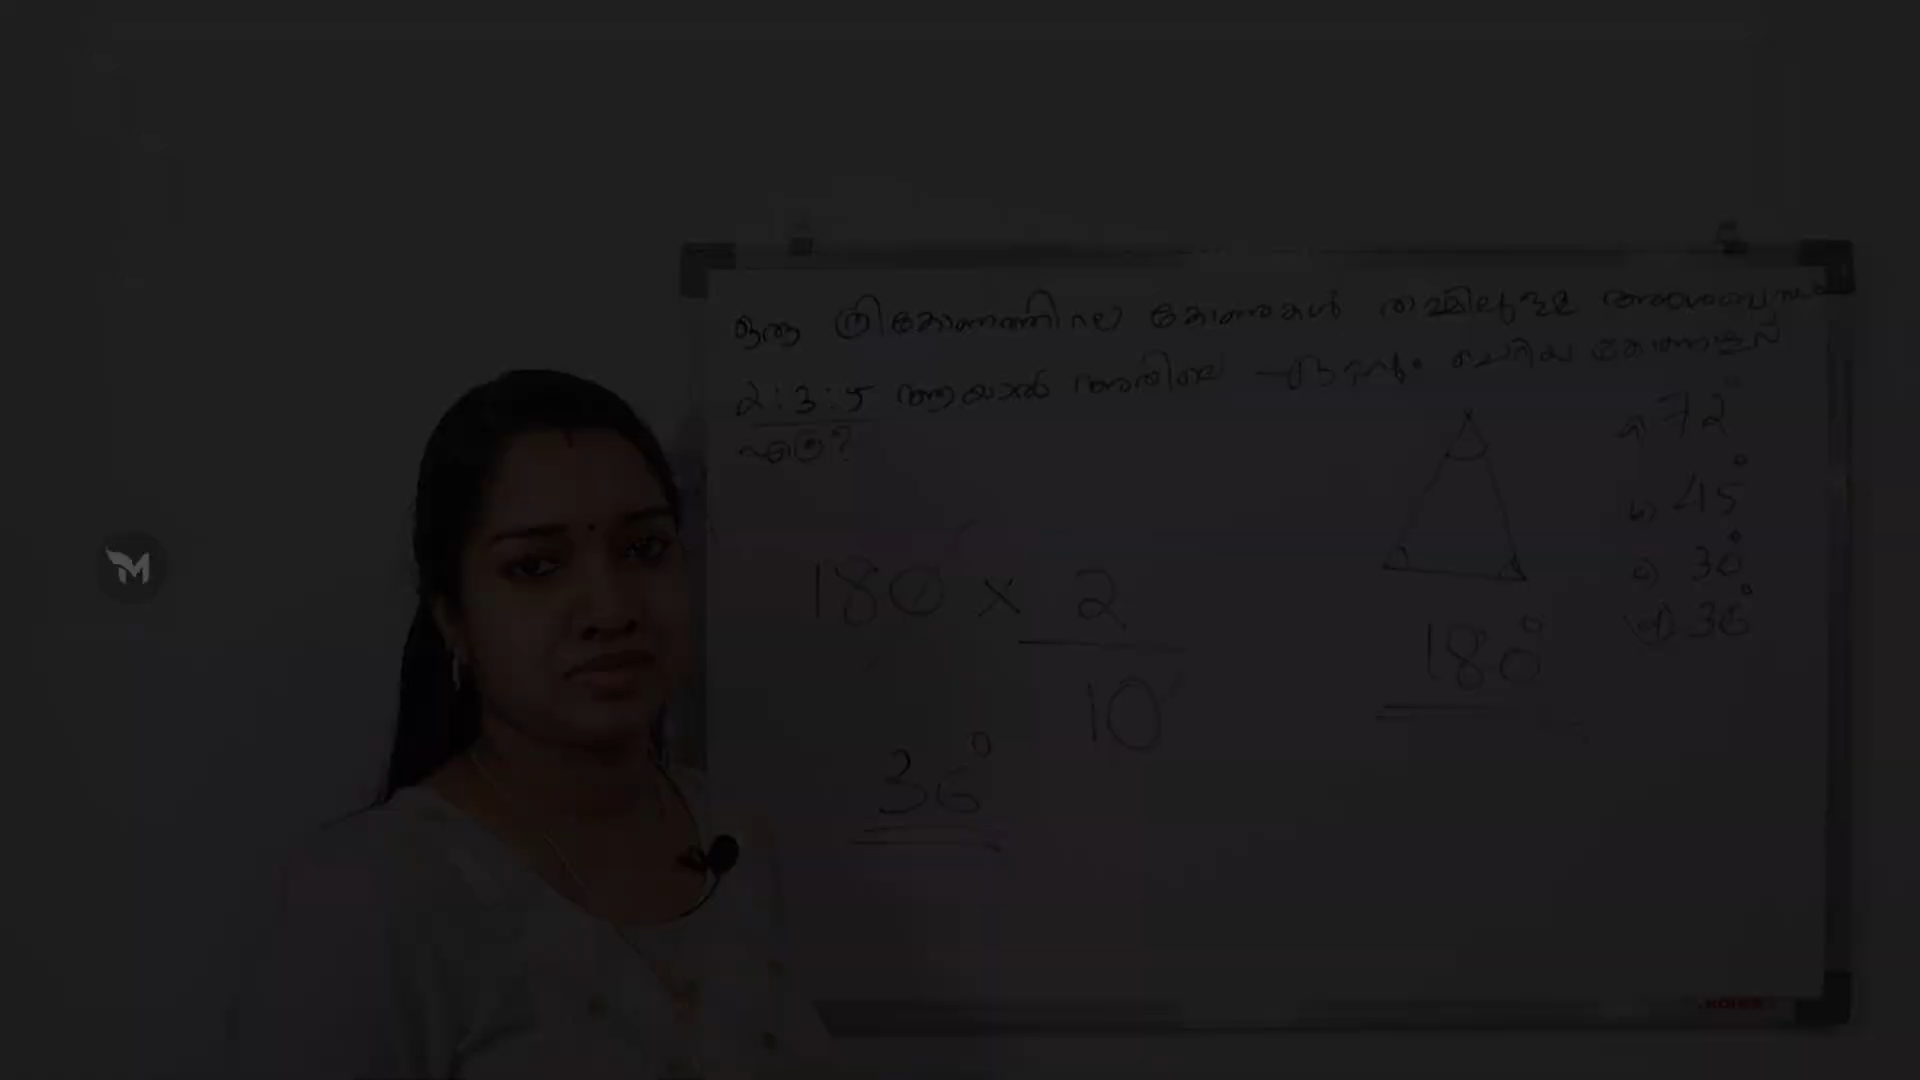 ഒരു ത്രികോണത്തിലെ കോണുകൾ തമ്മിലുള്ള അംശബന്ധം
2:3:5 ആയാൽ അതിലെ ഏറ്റവും ചെറിയ കോണളവ്
എത്ര?
a) 72°
b) 45°
c) 30°
d) 36°
180 × 2
10
36°
180°
M